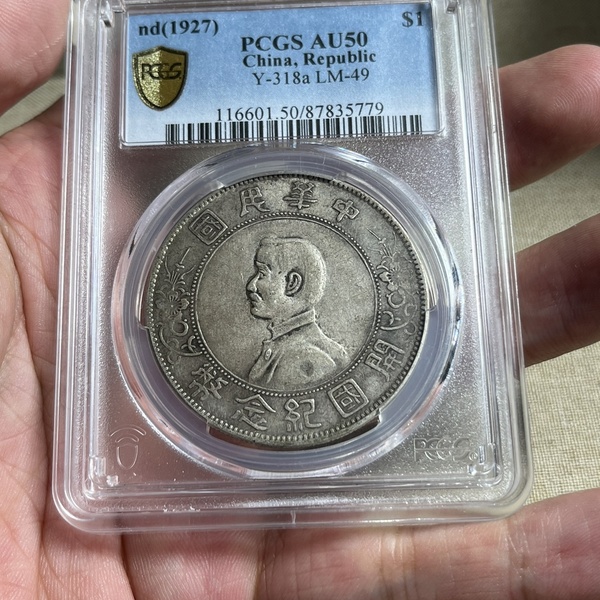 nd(1927) $1
PCGS AU50
China, Republic
Y-318a LM-49
116601.50/87835779
PCGS
中華民國
開國紀念幣
PCGS